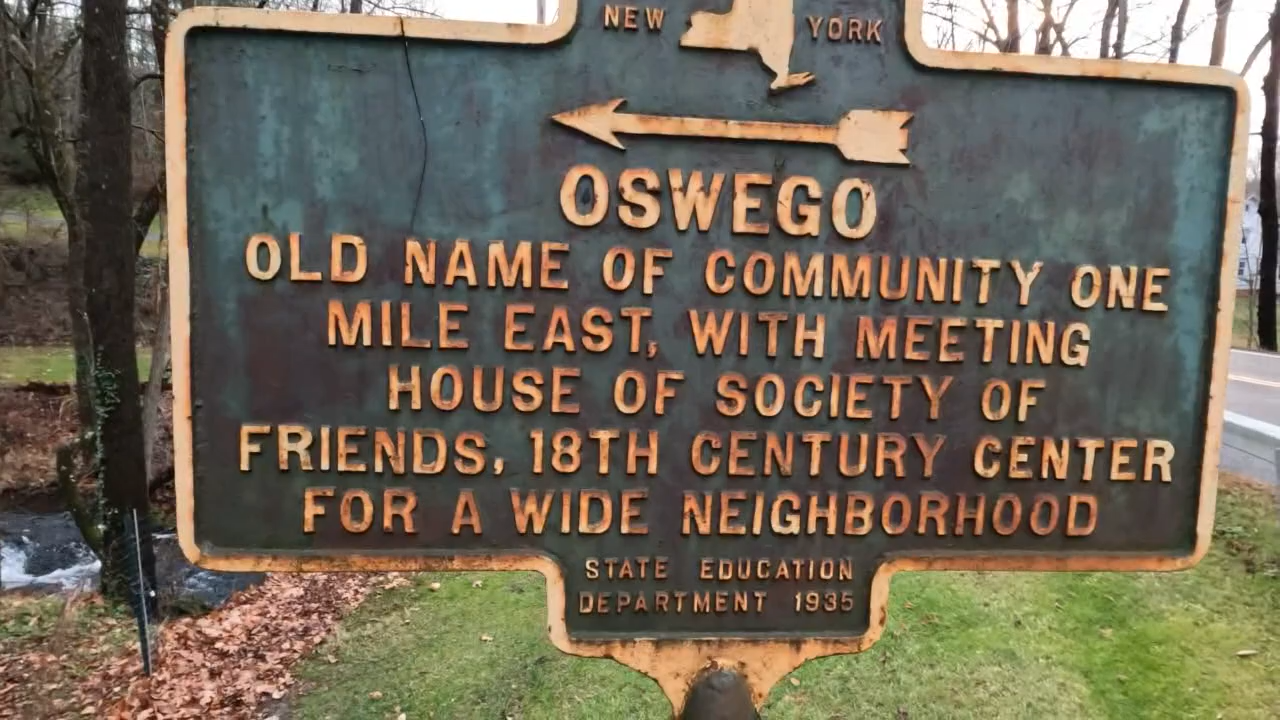 NEW YORK
OSWEGO
OLD NAME OF COMMUNITY ONE
MILE EAST, WITH MEETING
HOUSE OF SOCIETY OF
FRIENDS, 18TH CENTURY CENTER
FOR A WIDE NEIGHBORHOOD
STATE EDUCATION
DEPARTMENT 1935